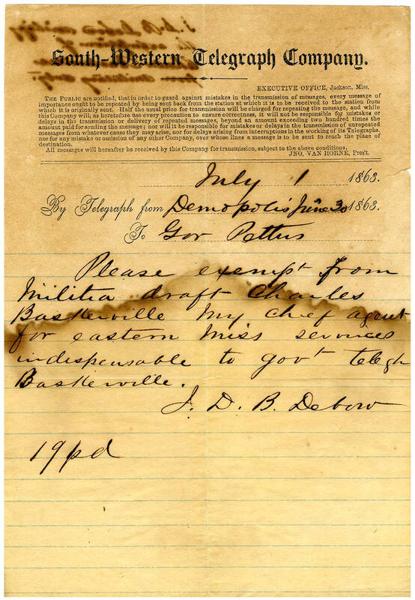 South-Western Telegraph Company.
EXECUTIVE OFFICE, Jackson, Miss.
THE PUBLIC are notified, that in order to guard against mistakes in the transmission of messages, every message of
importance ought to be repeated by being sent back from the station at which it is to be received to the station from
which it is originally sent. Half the usual price for transmission will be charged for repeating the message, and while
this Company will, as heretofore use every precaution to ensure correctness, it will not be responsible for mistakes or
delays in the transmission or delivery of repeated messages, beyond an amount exceeding two hundred times the
amount paid for sending the message; nor will it be responsible for mistakes or delays in the transmission of unrepeated
messages from whatever cause they may arise, nor for delays arising from interruptions in the working of its Telegraphs,
nor for any mistake or omission of any other Company, over whose lines a message is to be sent to reach the place of
destination.
All messages will hereafter be received by this Company for transmission, subject to the above conditions.
JNO. VAN HORNE, Pres't.
July 1 1863.
By Telegraph from Demopolis June 30 1863.
To Gov Pettus
Please exempt from
Militia draft Charles
Baskerville My chief agent
for eastern Miss services
indispensable to govt telegh
Baskerville.
J. D. B. Debow
19 pd